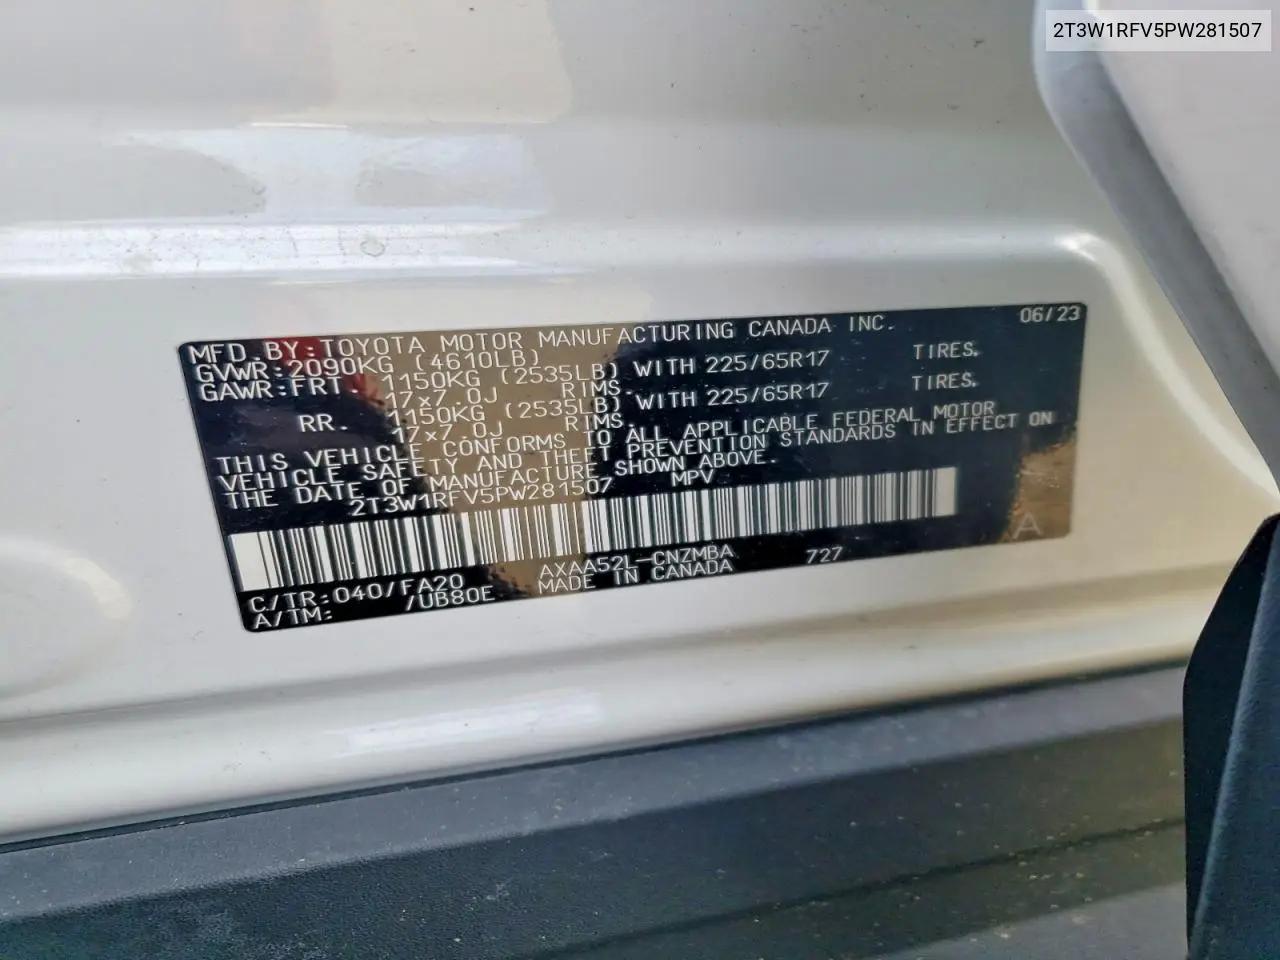 2T3W1RFV5PW281507
MFD.BY:TOYOTA MOTOR MANUFACTURING CANADA INC. 06/23
GVWR:2090KG (4610LB)
GAWR:FRT. 1150KG (2535LB) WITH 225/65R17 TIRES.
17×7.0J RIMS.
RR. 1150KG (2535LB) WITH 225/65R17 TIRES.
17×7.0J RIMS.
THIS VEHICLE CONFORMS TO ALL APPLICABLE FEDERAL MOTOR
VEHICLE SAFETY AND THEFT PREVENTION STANDARDS IN EFFECT ON
THE DATE OF MANUFACTURE SHOWN ABOVE.
2T3W1RFV5PW281507 MPV
A
C/TR:040/FA20 AXAA52L-CNZMBA 727
A/TM: /UB80E MADE IN CANADA